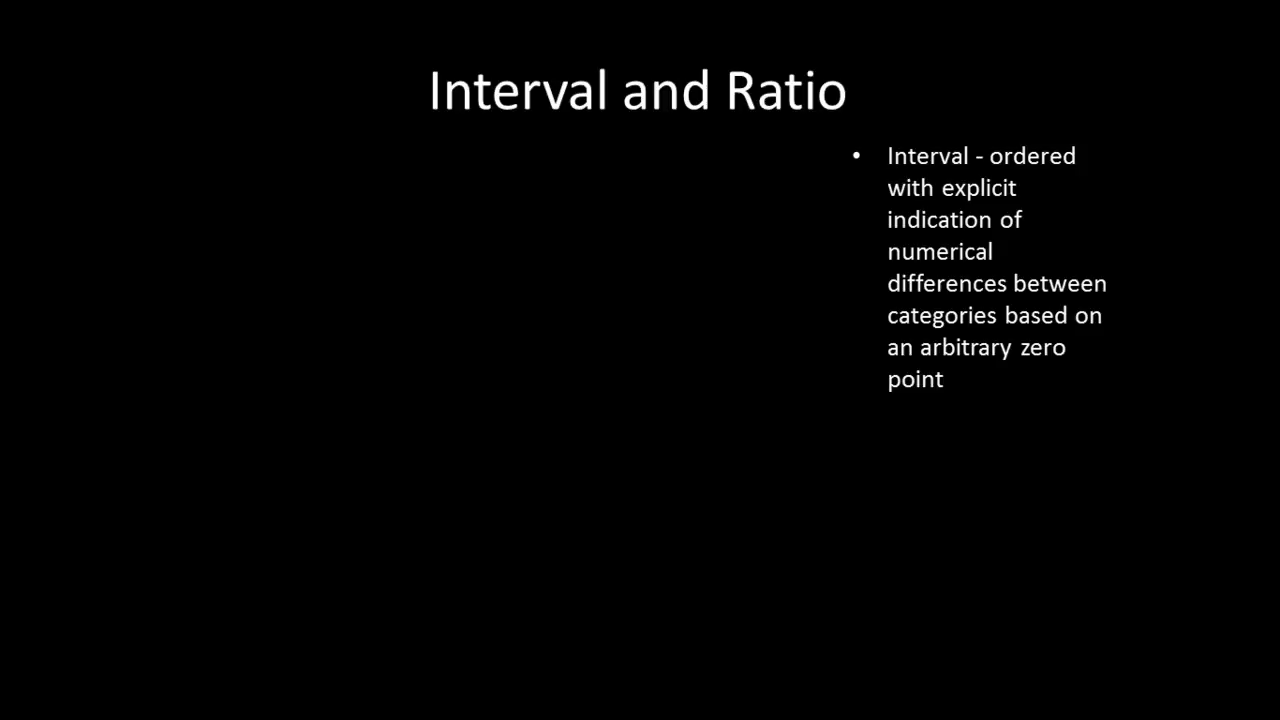 Interval and Ratio
• Interval - ordered
with explicit
indication of
numerical
differences between
categories based on
an arbitrary zero
point